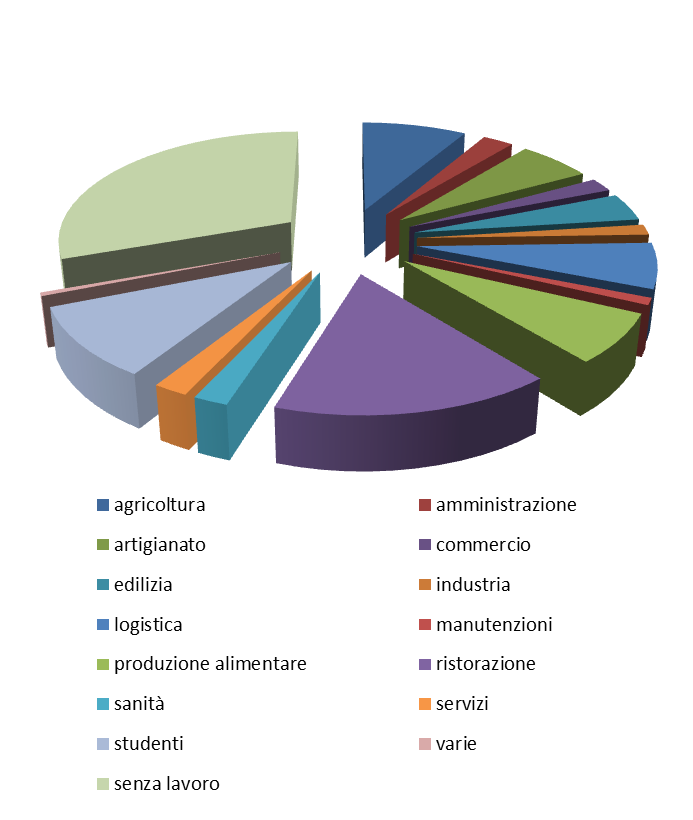 agricoltura
amministrazione
artigianato
commercio
edilizia
industria
logistica
manutenzioni
produzione alimentare
ristorazione
sanità
servizi
studenti
varie
senza lavoro